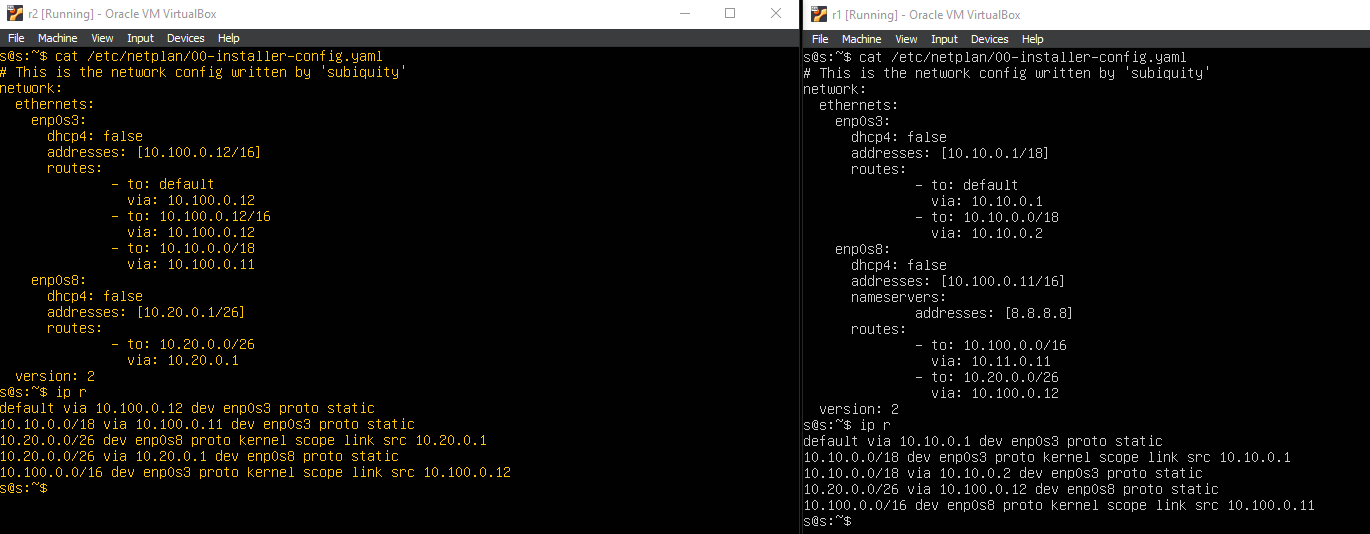 r2 [Running] - Oracle VM VirtualBox
File Machine View Input Devices Help
s@s:~$ cat /etc/netplan/00-installer-config.yaml
# This is the network config written by 'subiquity'
network:
  ethernets:
    enp0s3:
      dhcp4: false
      addresses: [10.100.0.12/16]
      routes:
              - to: default
                via: 10.100.0.12
              - to: 10.100.0.12/16
                via: 10.100.0.12
              - to: 10.10.0.0/18
                via: 10.100.0.11
    enp0s8:
      dhcp4: false
      addresses: [10.20.0.1/26]
      routes:
              - to: 10.20.0.0/26
                via: 10.20.0.1
  version: 2
s@s:~$ ip r
default via 10.100.0.12 dev enp0s3 proto static
10.10.0.0/18 via 10.100.0.11 dev enp0s3 proto static
10.20.0.0/26 dev enp0s8 proto kernel scope link src 10.20.0.1
10.20.0.0/26 via 10.20.0.1 dev enp0s8 proto static
10.100.0.0/16 dev enp0s3 proto kernel scope link src 10.100.0.12
s@s:~$
r1 [Running] - Oracle VM VirtualBox
File Machine View Input Devices Help
s@s:~$ cat /etc/netplan/00-installer-config.yaml
# This is the network config written by 'subiquity'
network:
  ethernets:
    enp0s3:
      dhcp4: false
      addresses: [10.10.0.1/18]
      routes:
              - to: default
                via: 10.10.0.1
              - to: 10.10.0.0/18
                via: 10.10.0.2
    enp0s8:
      dhcp4: false
      addresses: [10.100.0.11/16]
      nameservers:
              addresses: [8.8.8.8]
      routes:
              - to: 10.100.0.0/16
                via: 10.11.0.11
              - to: 10.20.0.0/26
                via: 10.100.0.12
  version: 2
s@s:~$ ip r
default via 10.10.0.1 dev enp0s3 proto static
10.10.0.0/18 dev enp0s3 proto kernel scope link src 10.10.0.1
10.10.0.0/18 via 10.10.0.2 dev enp0s3 proto static
10.20.0.0/26 via 10.100.0.12 dev enp0s8 proto static
10.100.0.0/16 dev enp0s8 proto kernel scope link src 10.100.0.11
s@s:~$